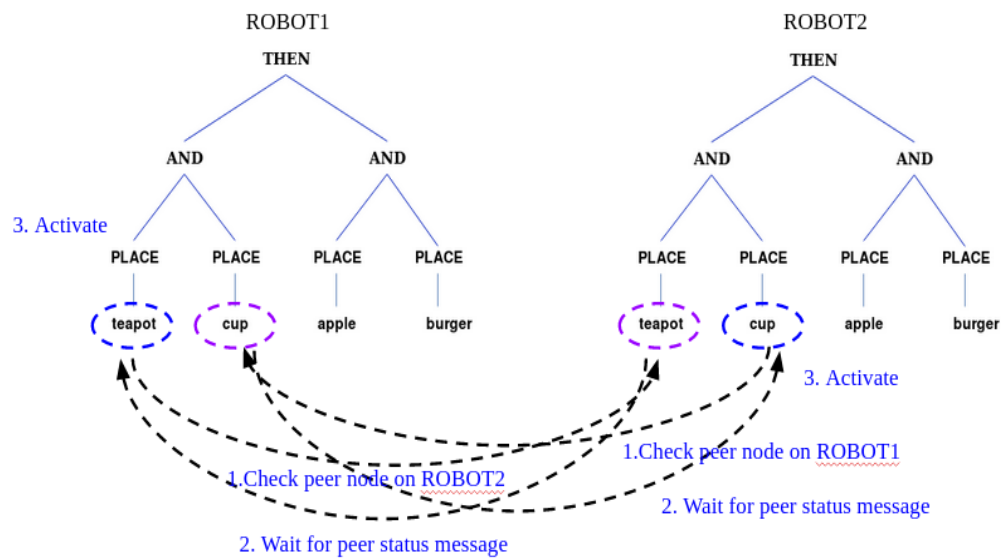 ROBOT1 ROBOT2
THEN THEN
AND AND AND AND
3. Activate
PLACE PLACE PLACE PLACE PLACE PLACE PLACE PLACE
teapot cup apple burger teapot cup apple burger
3. Activate
1.Check peer node on ROBOT1
1.Check peer node on ROBOT2
2. Wait for peer status message
2. Wait for peer status message